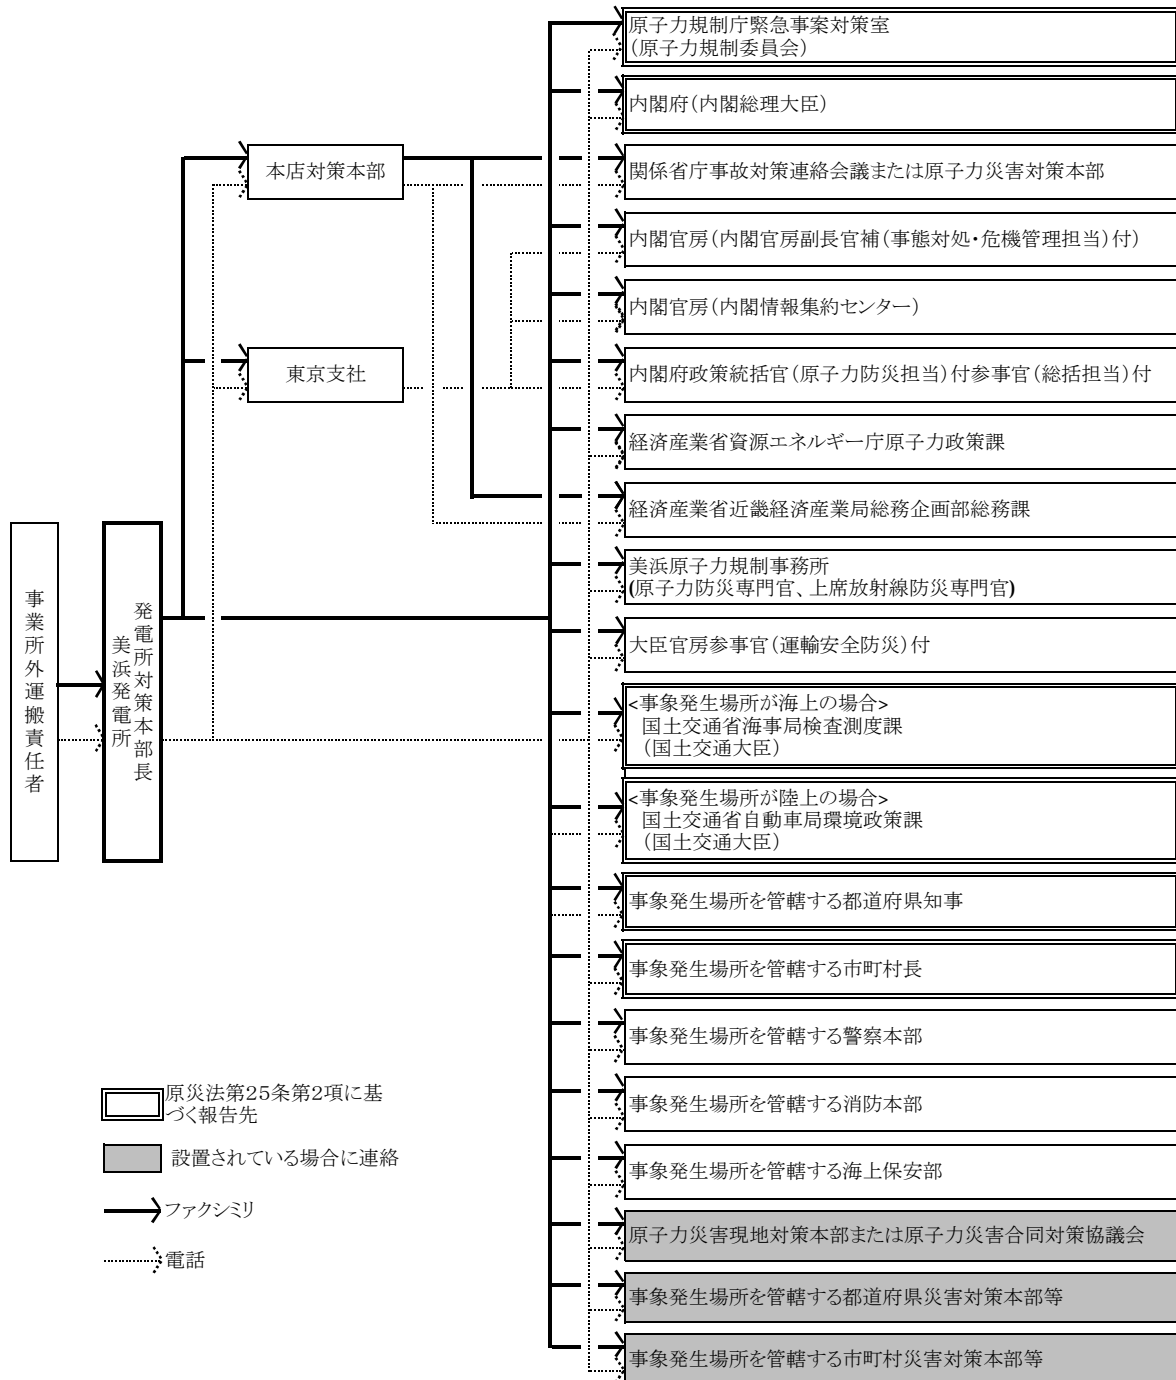 原子力規制庁緊急事案対策室
（原子力規制委員会）
内閣府（内閣総理大臣）
本店対策本部
関係省庁事故対策連絡会議または原子力災害対策本部
内閣官房（内閣官房副長官補（事態対処・危機管理担当）付）
内閣官房（内閣情報集約センター）
東京支社
内閣府政策統括官（原子力防災担当）付参事官（総括担当）付
経済産業省資源エネルギー庁原子力政策課
経済産業省近畿経済産業局総務企画部総務課
事業所外運搬責任者
発電所対策本部長
美浜発電所
美浜原子力規制事務所
(原子力防災専門官、上席放射線防災専門官)
大臣官房参事官（運輸安全防災）付
<事象発生場所が海上の場合>
国土交通省海事局検査測度課
（国土交通大臣）
<事象発生場所が陸上の場合>
国土交通省自動車局環境政策課
（国土交通大臣）
事象発生場所を管轄する都道府県知事
事象発生場所を管轄する市町村長
事象発生場所を管轄する警察本部
事象発生場所を管轄する消防本部
事象発生場所を管轄する海上保安部
原子力災害現地対策本部または原子力災害合同対策協議会
事象発生場所を管轄する都道府県災害対策本部等
事象発生場所を管轄する市町村災害対策本部等
原災法第25条第2項に基
づく報告先
設置されている場合に連絡
ファクシミリ
電話